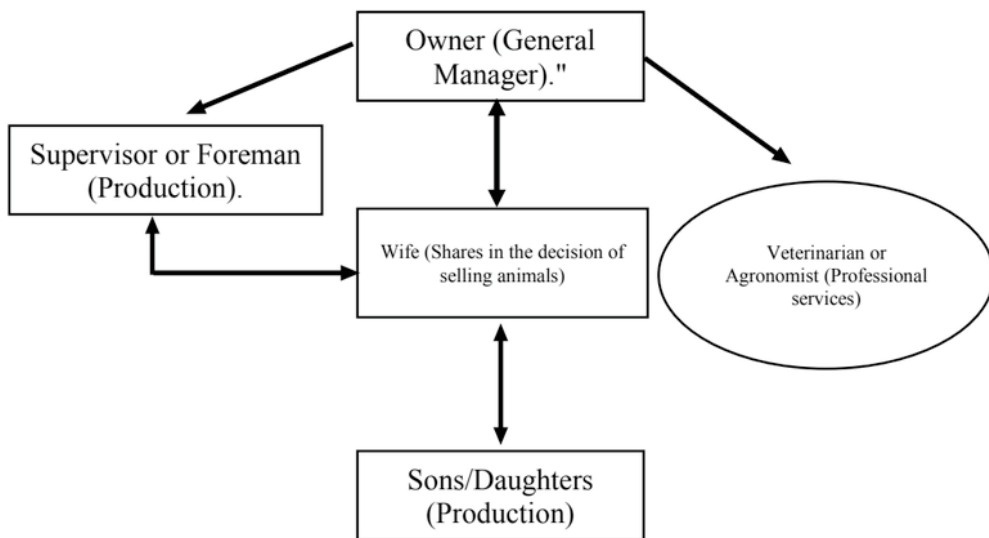 Owner (General
Manager)."
Supervisor or Foreman
(Production).
Wife (Shares in the decision of
selling animals)
Veterinarian or
Agronomist (Professional
services)
Sons/Daughters
(Production)